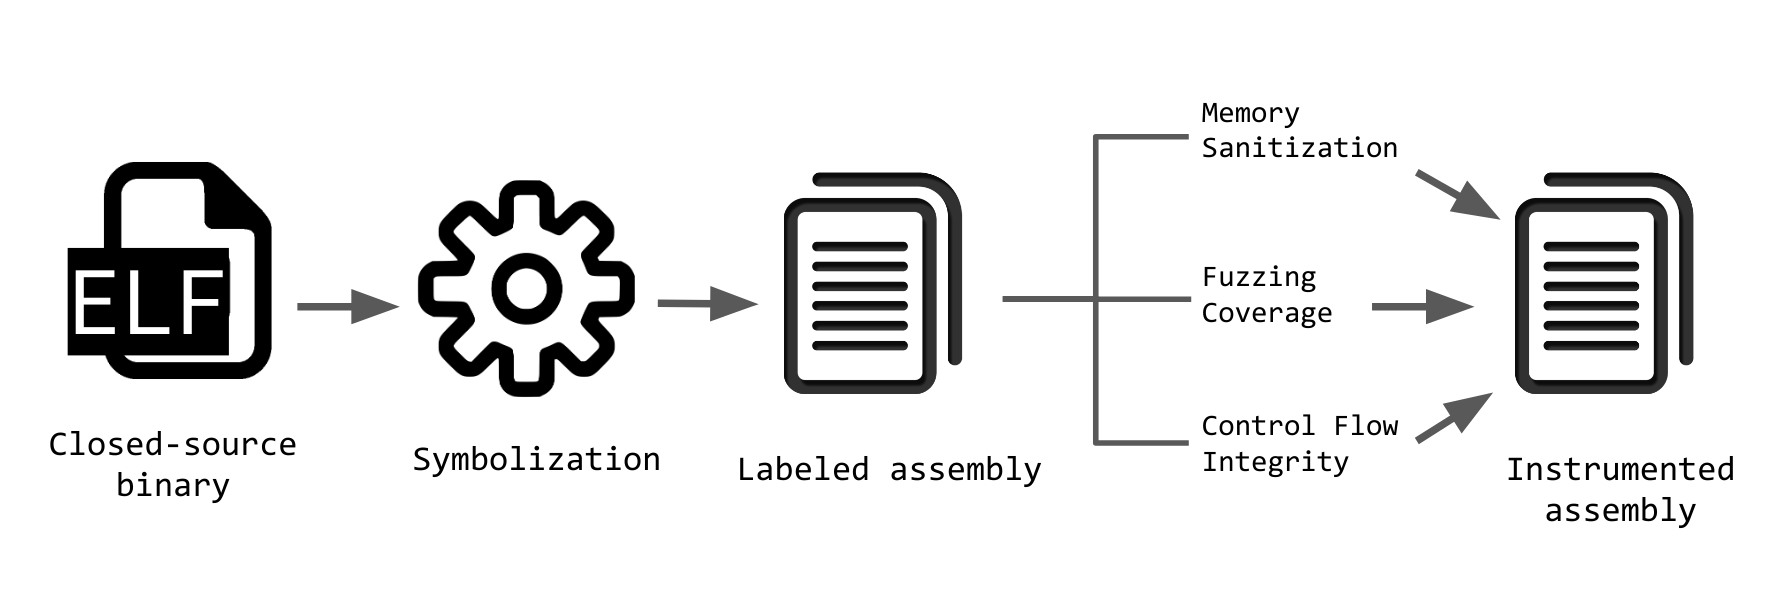 ELF
Closed-source
binary
Symbolization
Labeled assembly
Memory
Sanitization
Fuzzing
Coverage
Control Flow
Integrity
Instrumented
assembly